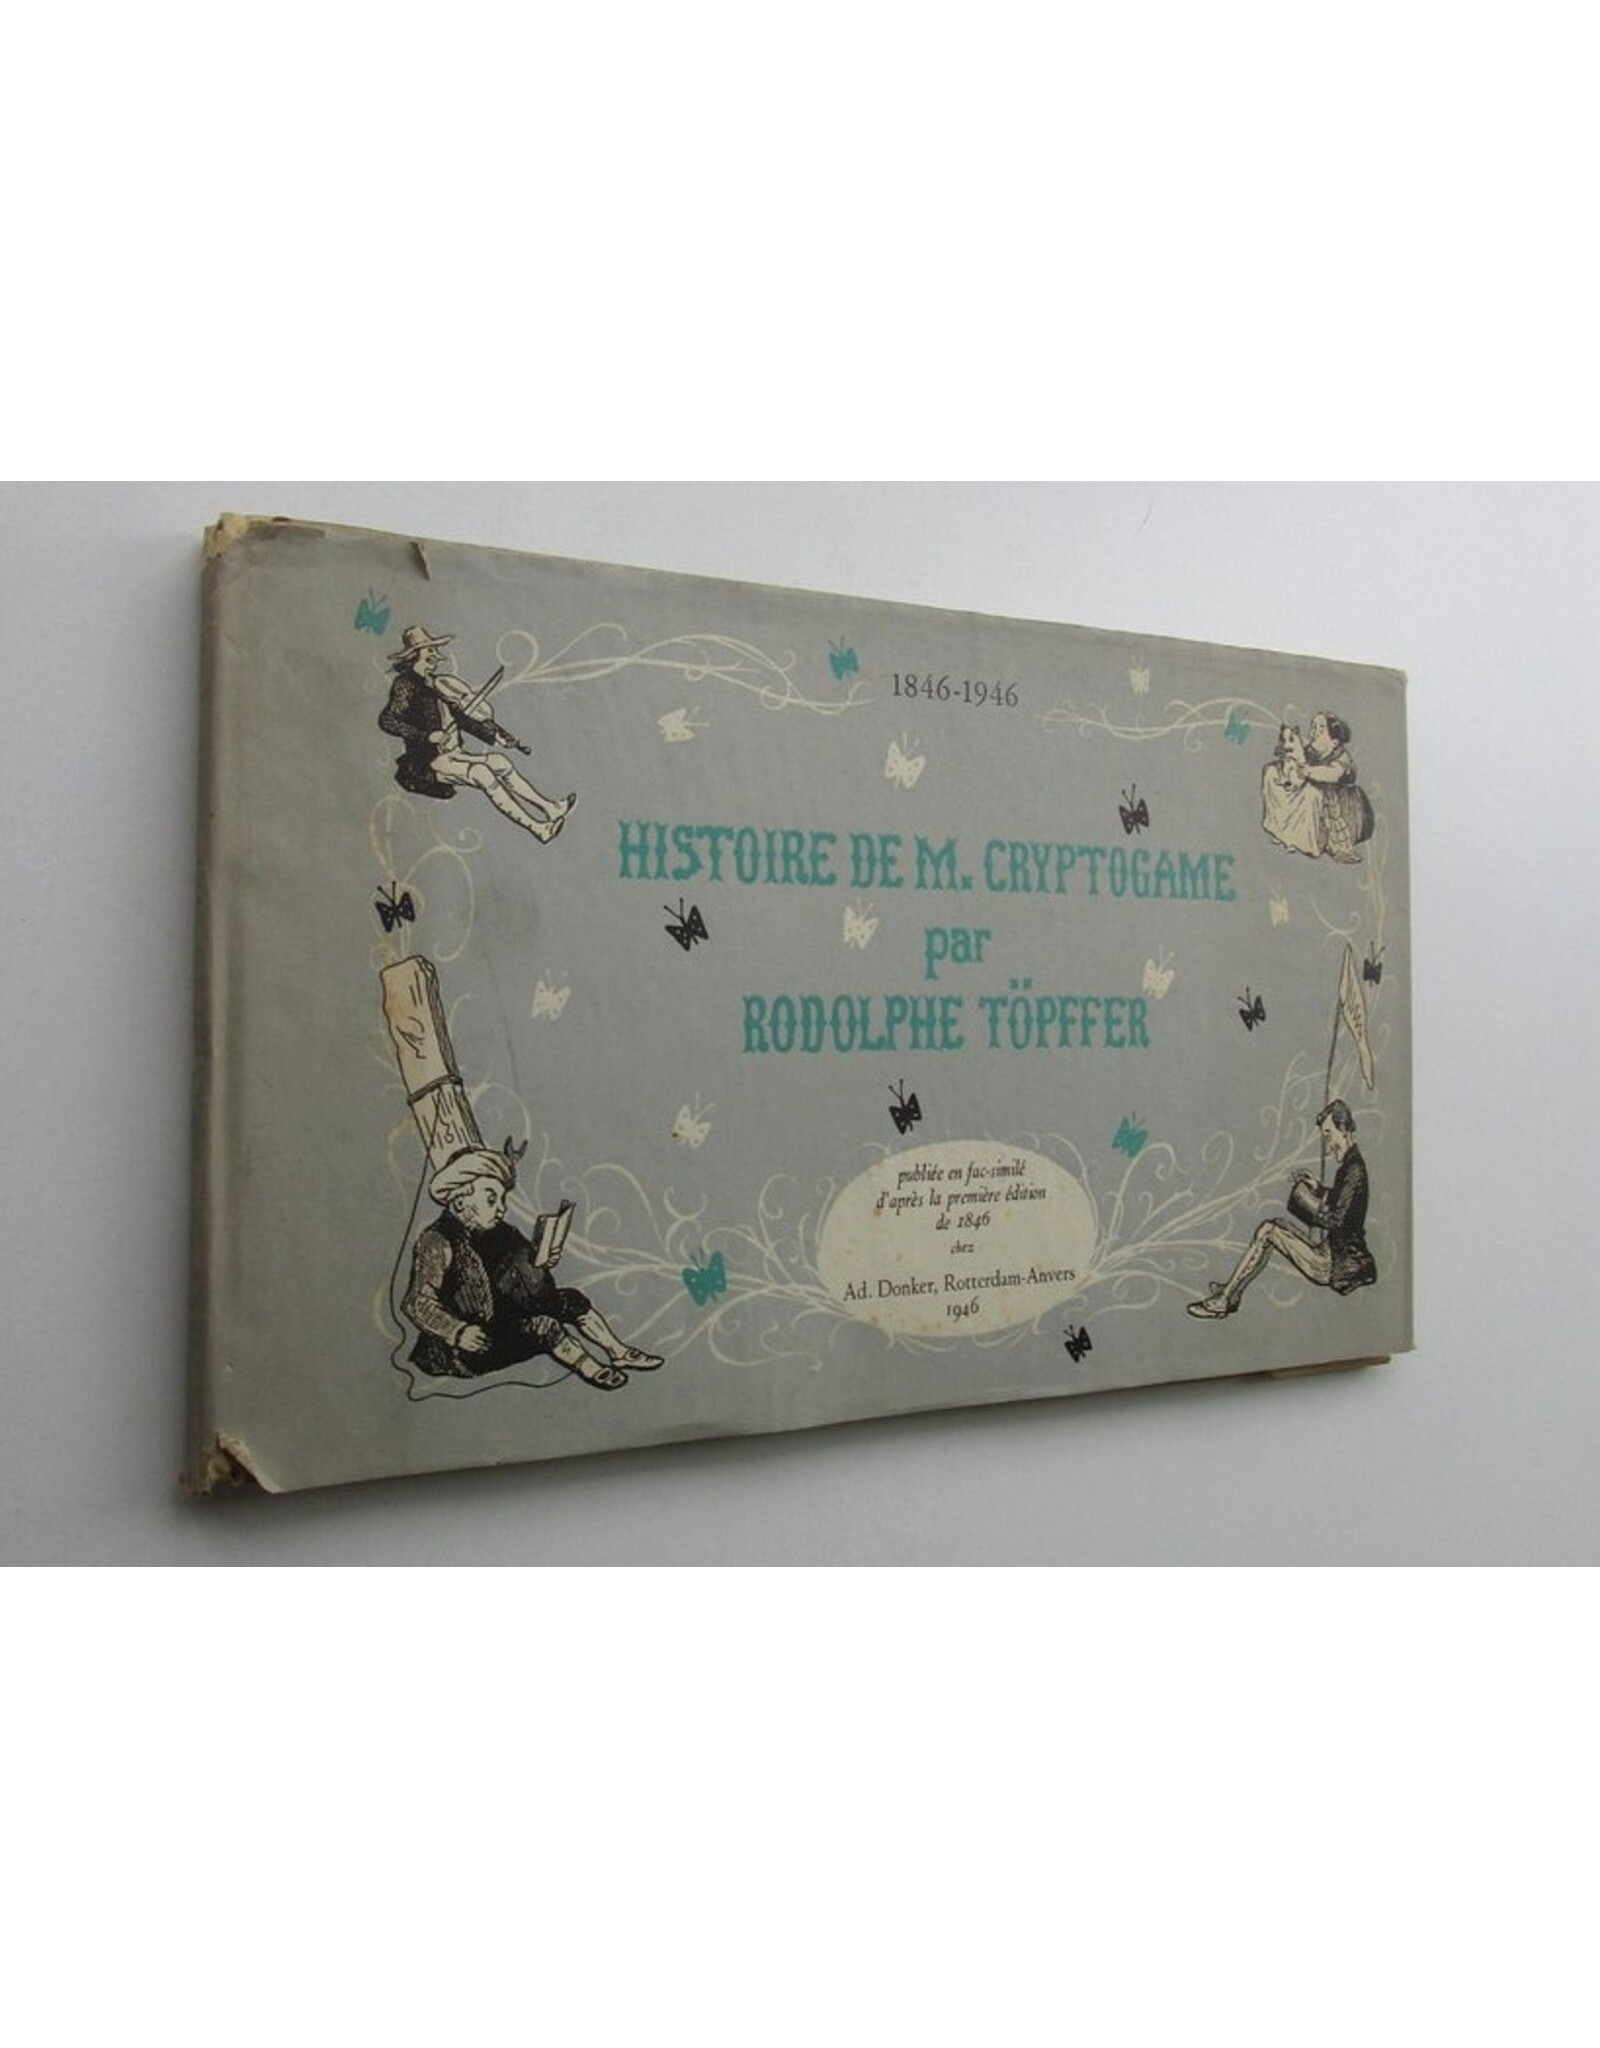 1846-1946
HISTOIRE DE M. CRYPTOGAME
par
RODOLPHE TÖPFFER
publiée en fac-similé
d'après la première édition
de 1846
chez
Ad. Donker, Rotterdam-Anvers
1946